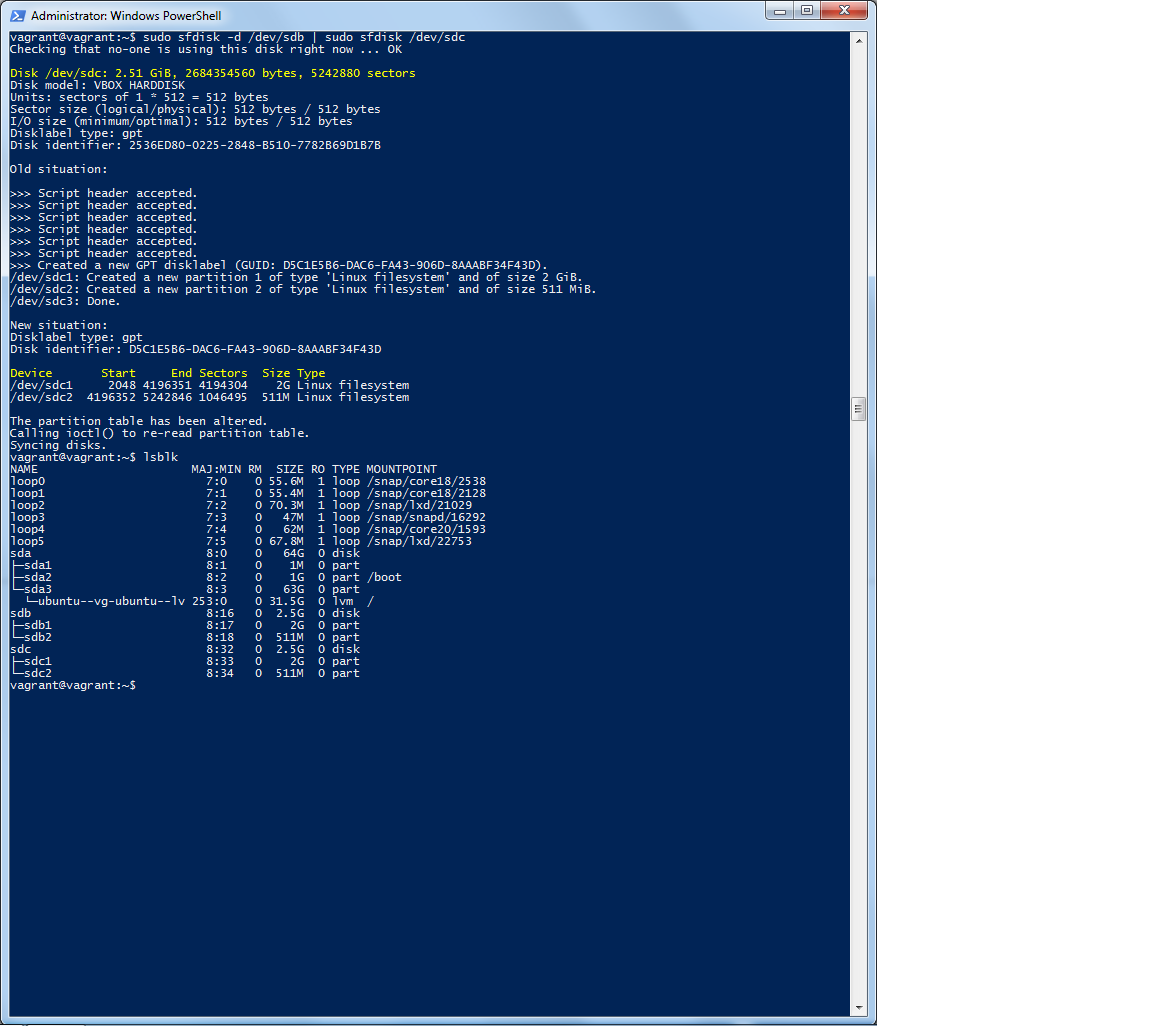 Administrator: Windows PowerShell
vagrant@vagrant:~$ sudo sfdisk -d /dev/sdb | sudo sfdisk /dev/sdc
Checking that no-one is using this disk right now ... OK

Disk /dev/sdc: 2.51 GiB, 2684354560 bytes, 5242880 sectors
Disk model: VBOX HARDDISK
Units: sectors of 1 * 512 = 512 bytes
Sector size (logical/physical): 512 bytes / 512 bytes
I/O size (minimum/optimal): 512 bytes / 512 bytes
Disklabel type: gpt
Disk identifier: 2536ED80-0225-2848-B510-7782B69D1B7B

Old situation:

>>> Script header accepted.
>>> Script header accepted.
>>> Script header accepted.
>>> Script header accepted.
>>> Script header accepted.
>>> Script header accepted.
>>> Created a new GPT disklabel (GUID: D5C1E5B6-DAC6-FA43-906D-8AAABF34F43D).
/dev/sdc1: Created a new partition 1 of type 'Linux filesystem' and of size 2 GiB.
/dev/sdc2: Created a new partition 2 of type 'Linux filesystem' and of size 511 MiB.
/dev/sdc3: Done.

New situation:
Disklabel type: gpt
Disk identifier: D5C1E5B6-DAC6-FA43-906D-8AAABF34F43D

Device       Start     End Sectors  Size Type
/dev/sdc1     2048 4196351 4194304    2G Linux filesystem
/dev/sdc2  4196352 5242846 1046495  511M Linux filesystem

The partition table has been altered.
Calling ioctl() to re-read partition table.
Syncing disks.
vagrant@vagrant:~$ lsblk
NAME                      MAJ:MIN RM  SIZE RO TYPE MOUNTPOINT
loop0                       7:0    0 55.6M  1 loop /snap/core18/2538
loop1                       7:1    0 55.4M  1 loop /snap/core18/2128
loop2                       7:2    0 70.3M  1 loop /snap/lxd/21029
loop3                       7:3    0   47M  1 loop /snap/snapd/16292
loop4                       7:4    0   62M  1 loop /snap/core20/1593
loop5                       7:5    0 67.8M  1 loop /snap/lxd/22753
sda                         8:0    0   64G  0 disk
├─sda1                      8:1    0    1M  0 part
├─sda2                      8:2    0    1G  0 part /boot
└─sda3                      8:3    0   63G  0 part
  └─ubuntu--vg-ubuntu--lv 253:0    0 31.5G  0 lvm  /
sdb                         8:16   0  2.5G  0 disk
├─sdb1                      8:17   0    2G  0 part
└─sdb2                      8:18   0  511M  0 part
sdc                         8:32   0  2.5G  0 disk
├─sdc1                      8:33   0    2G  0 part
└─sdc2                      8:34   0  511M  0 part
vagrant@vagrant:~$